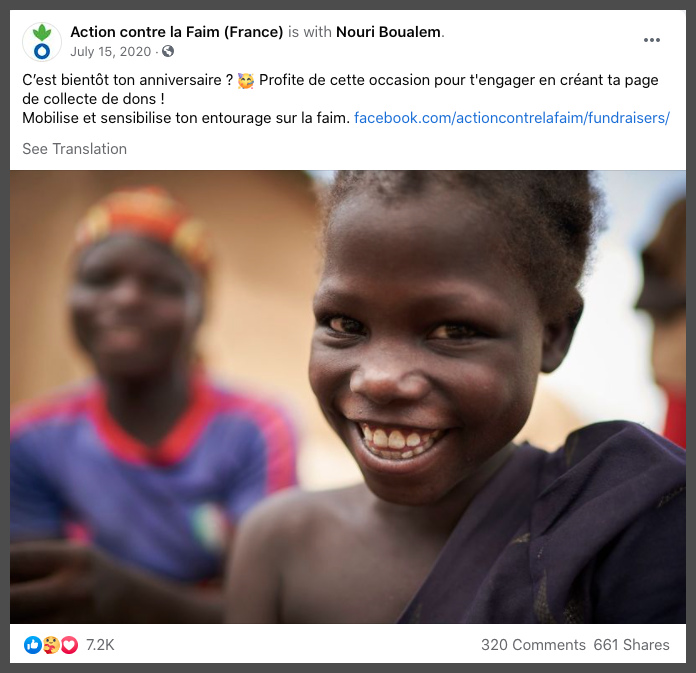 Action contre la Faim (France) is with Nouri Boualem.
July 15, 2020 ·
C’est bientôt ton anniversaire ? 🥳 Profite de cette occasion pour t'engager en créant ta page
de collecte de dons !
Mobilise et sensibilise ton entourage sur la faim. facebook.com/actioncontrelafaim/fundraisers/
See Translation
7.2K 320 Comments 661 Shares